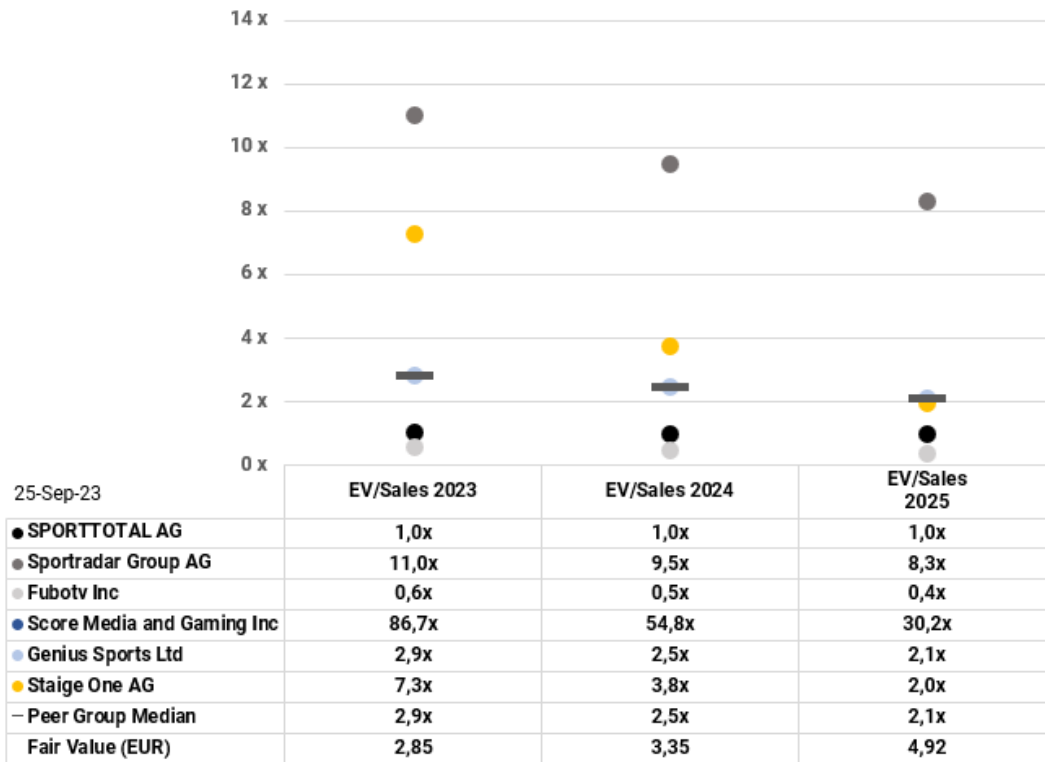 14 x
12 x
10 x
8 x
6 x
4 x
2 x
0 x
25-Sep-23 EV/Sales 2023 EV/Sales 2024 EV/Sales
2025
SPORTTOTAL AG 1,0x 1,0x 1,0x
Sportradar Group AG 11,0x 9,5x 8,3x
Fubotv Inc 0,6x 0,5x 0,4x
Score Media and Gaming Inc 86,7x 54,8x 30,2x
Genius Sports Ltd 2,9x 2,5x 2,1x
Staige One AG 7,3x 3,8x 2,0x
Peer Group Median 2,9x 2,5x 2,1x
Fair Value (EUR) 2,85 3,35 4,92